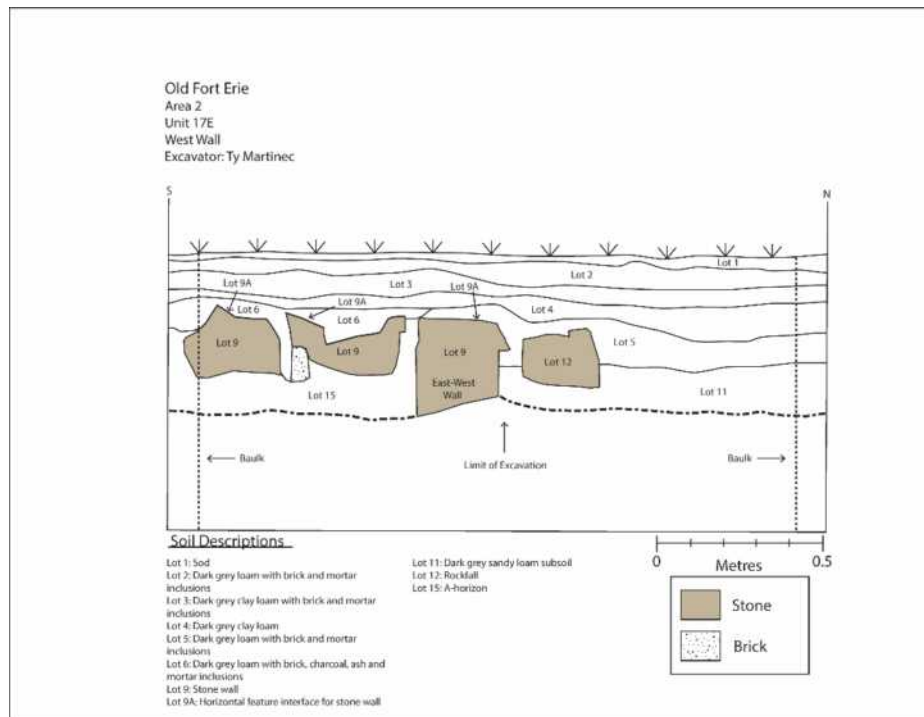 Old Fort Erie
Area 2
Unit 17E
West Wall
Excavator: Ty Martinec
S
N
Lot 1
Lot 2
Lot 9A
Lot 3
Lot 9A
Lot 9A
Lot 4
Lot 6
Lot 6
Lot 5
Lot 9
Lot 9
Lot 9
Lot 12
East-West
Wall
Lot 15
Lot 11
Baulk
Limit of Excavation
Baulk
Soil Descriptions
Lot 1: Sod
Lot 2: Dark grey loam with brick and mortar
inclusions
Lot 3: Dark grey clay loam with brick and mortar
inclusions
Lot 4: Dark grey clay loam
Lot 5: Dark grey loam with brick and mortar
inclusions
Lot 6: Dark grey loam with brick, charcoal, ash and
mortar inclusions
Lot 9: Stone wall
Lot 9A: Horizontal feature interface for stone wall
Lot 11: Dark grey sandy loam subsoil
Lot 12: Rockfall
Lot 15: A-horizon
0
Metres
0.5
Stone
Brick